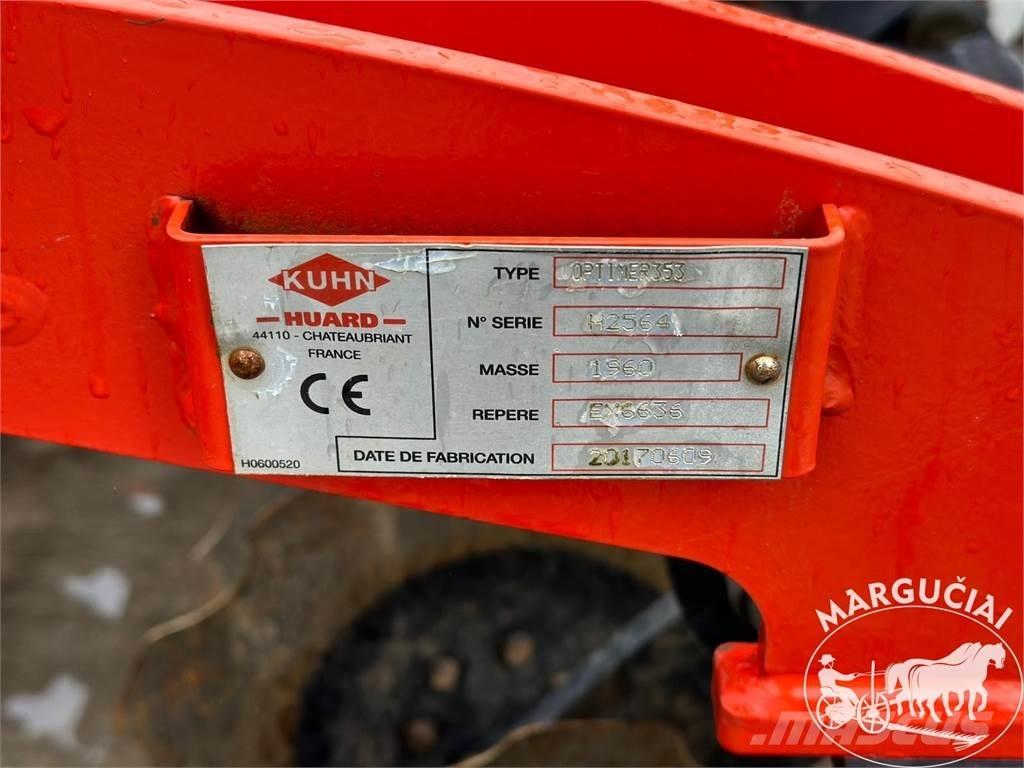 KUHN
HUARD
44110 - CHATEAUBRIANT
FRANCE
CE
H0600520
TYPE OPTIMER353
N° SERIE H2564
MASSE 1960
REPERE EX6636
DATE DE FABRICATION 20170609
MARGUČIAI
mascus